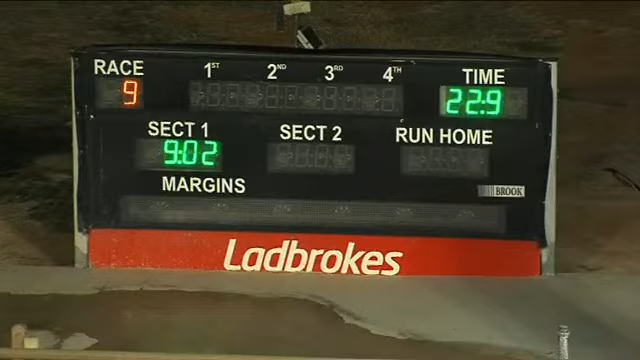 RACE 1ST 2ND 3RD 4TH TIME
9 22.9
SECT 1 SECT 2 RUN HOME
9:02
MARGINS
BROOK
Ladbrokes